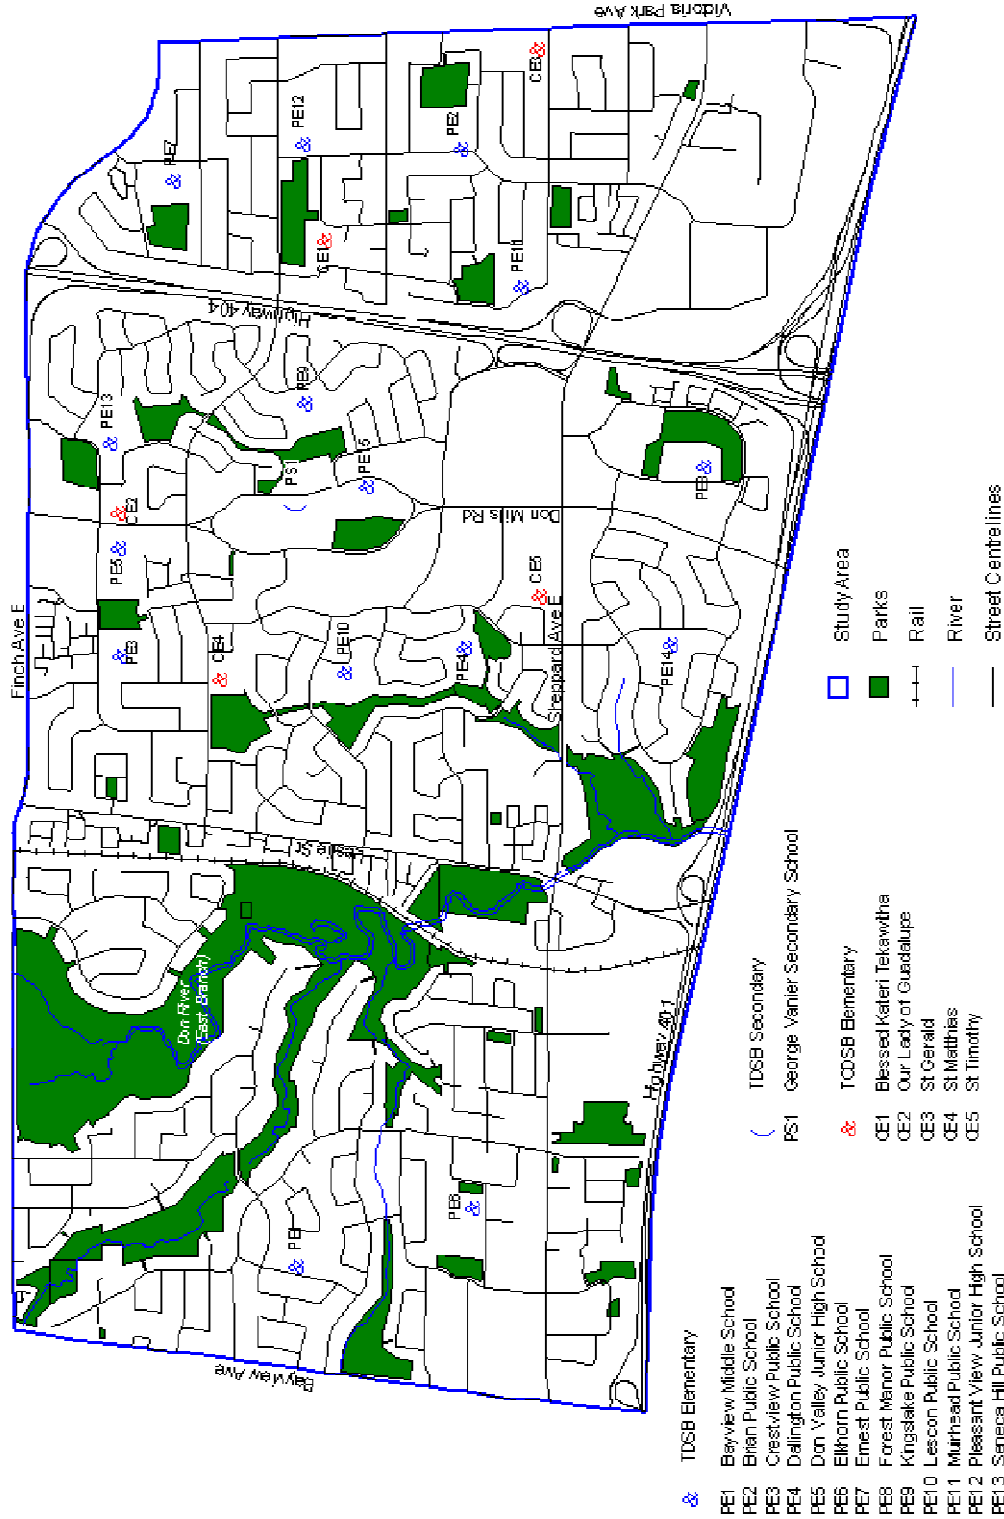 Finch Ave E
Victoria Park Ave
Highway 404
Don Mills Rd
Sheppard Ave E
Leslie St
Bayview Ave
Highway 401
Don River
(East Branch)
PE7
PE12
PE2
CE3
CE1
PE11
PE13
PE9
PE15
PS1
CE2
PE5
PE3
CE4
PE10
PE4
CE5
PE8
PE14
PE1
PE6
TDSB Elementary
PE1 Bayview Middle School
PE2 Brian Public School
PE3 Crestview Public School
PE4 Dallington Public School
PE5 Don Valley Junior High School
PE6 Elkhorn Public School
PE7 Ernest Public School
PE8 Forest Manor Public School
PE9 Kingslake Public School
PE10 Lescon Public School
PE11 Muirhead Public School
PE12 Pleasant View Junior High School
PE13 Seneca Hill Public School
TDSB Secondary
PS1 George Vanier Secondary School
TCDSB Elementary
CE1 Blessed Kateri Tekawitha
CE2 Our Lady of Guadalupe
CE3 St Gerald
CE4 St Matthias
CE5 St Timothy
Study Area
Parks
Rail
River
Street Centrelines